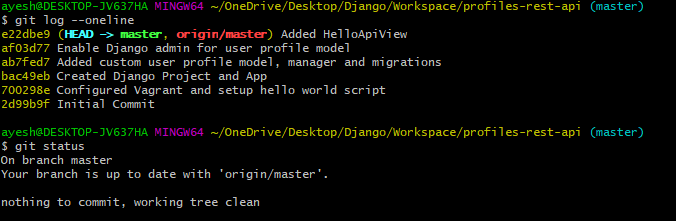 ayesh@DESKTOP-JV637HA MINGW64 ~/OneDrive/Desktop/Django/Workspace/profiles-rest-api (master)
$ git log --oneline
e22dbe9 (HEAD -> master, origin/master) Added HelloApiView
af03d77 Enable Django admin for user profile model
ab7fed7 Added custom user profile model, manager and migrations
bac49eb Created Django Project and App
700298e Configured Vagrant and setup hello world script
2d99b9f Initial Commit
ayesh@DESKTOP-JV637HA MINGW64 ~/OneDrive/Desktop/Django/Workspace/profiles-rest-api (master)
$ git status
On branch master
Your branch is up to date with 'origin/master'.
nothing to commit, working tree clean